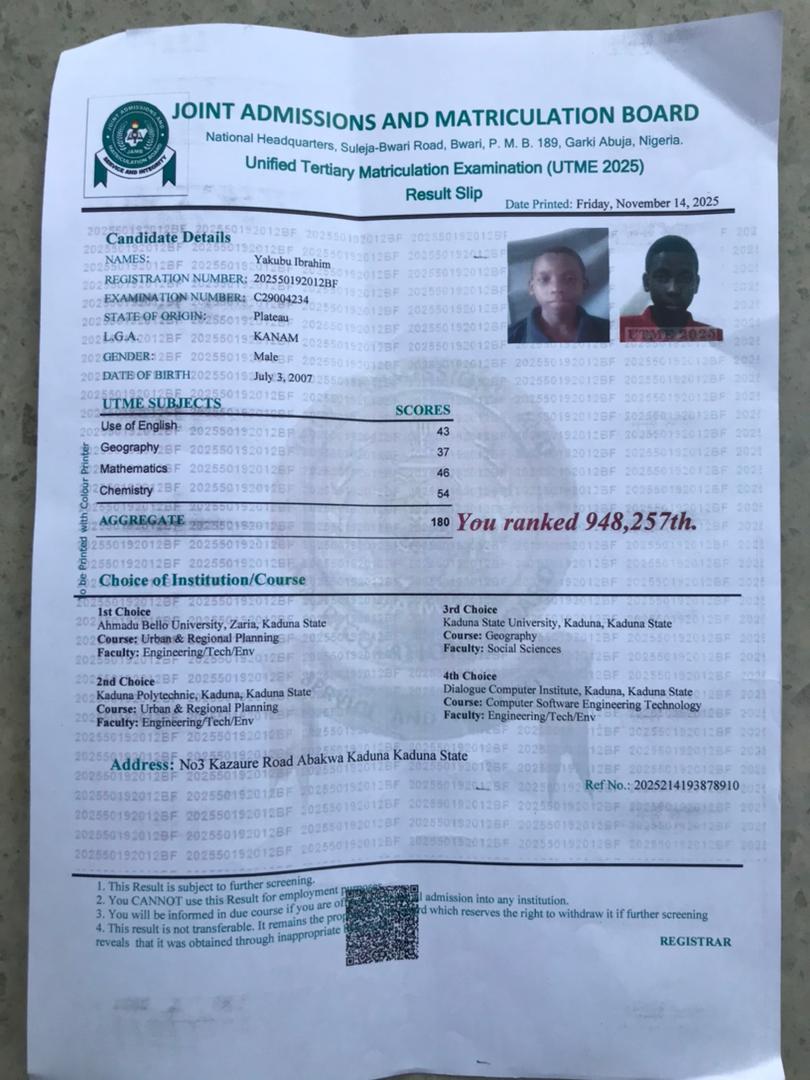 JOINT ADMISSIONS AND MATRICULATION BOARD
National Headquarters, Suleja-Bwari Road, Bwari, P. M. B. 189, Garki Abuja, Nigeria.
Unified Tertiary Matriculation Examination (UTME 2025)
Result Slip
Date Printed: Friday, November 14, 2025
Candidate Details
NAMES: Yakubu Ibrahim
REGISTRATION NUMBER: 202550192012BF
EXAMINATION NUMBER: C29004234
STATE OF ORIGIN: Plateau
L.G.A. KANAM
GENDER: Male
DATE OF BIRTH July 3, 2007
UTME 2025
UTME SUBJECTS SCORES
Use of English 43
Geography 37
Mathematics 46
Chemistry 54
AGGREGATE 180 You ranked 948,257th.
To be Printed with Colour Printer
Choice of Institution/Course
1st Choice
Ahmadu Bello University, Zaria, Kaduna State
Course: Urban & Regional Planning
Faculty: Engineering/Tech/Env
3rd Choice
Kaduna State University, Kaduna, Kaduna State
Course: Geography
Faculty: Social Sciences
2nd Choice
Kaduna Polytechnic, Kaduna, Kaduna State
Course: Urban & Regional Planning
Faculty: Engineering/Tech/Env
4th Choice
Dialogue Computer Institute, Kaduna, Kaduna State
Course: Computer Software Engineering Technology
Faculty: Engineering/Tech/Env
Address: No3 Kazaure Road Abakwa Kaduna Kaduna State
Ref No.: 2025214193878910
1. This Result is subject to further screening.
2. You CANNOT use this Result for employment
3. You will be informed in due course if you are admission into any institution.
4. This result is not transferable. It remains the which reserves the right to withdraw it if further screening
reveals that it was obtained through inappropriate
REGISTRAR